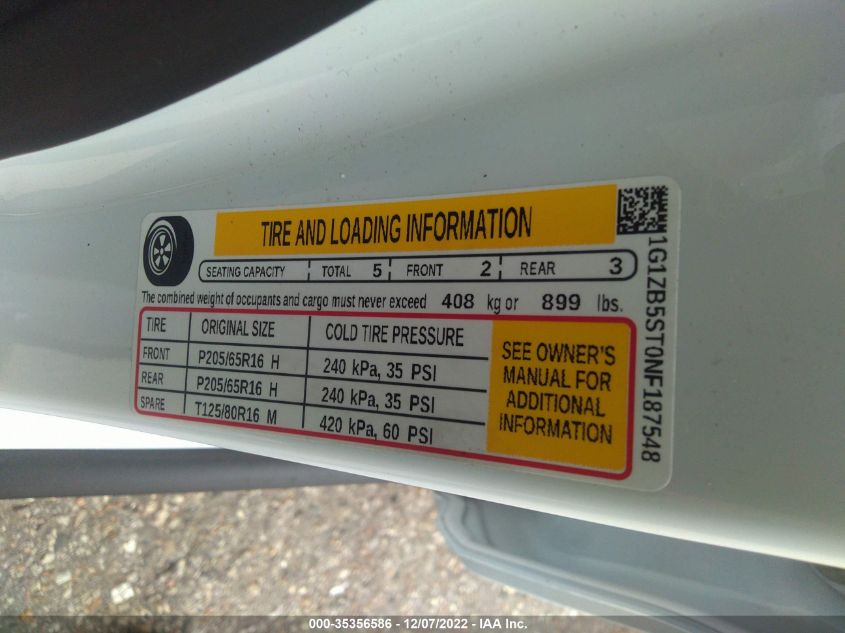 TIRE AND LOADING INFORMATION
SEATING CAPACITY TOTAL 5 FRONT 2 REAR 3
The combined weight of occupants and cargo must never exceed 408 kg or 899 lbs.
TIRE ORIGINAL SIZE COLD TIRE PRESSURE
FRONT P205/65R16 H 240 kPa, 35 PSI
REAR P205/65R16 H 240 kPa, 35 PSI
SPARE T125/80R16 M 420 kPa, 60 PSI
SEE OWNER'S
MANUAL FOR
ADDITIONAL
INFORMATION
1G1ZB5ST0NF187548
000-35356586 - 12/07/2022 - IAA Inc.